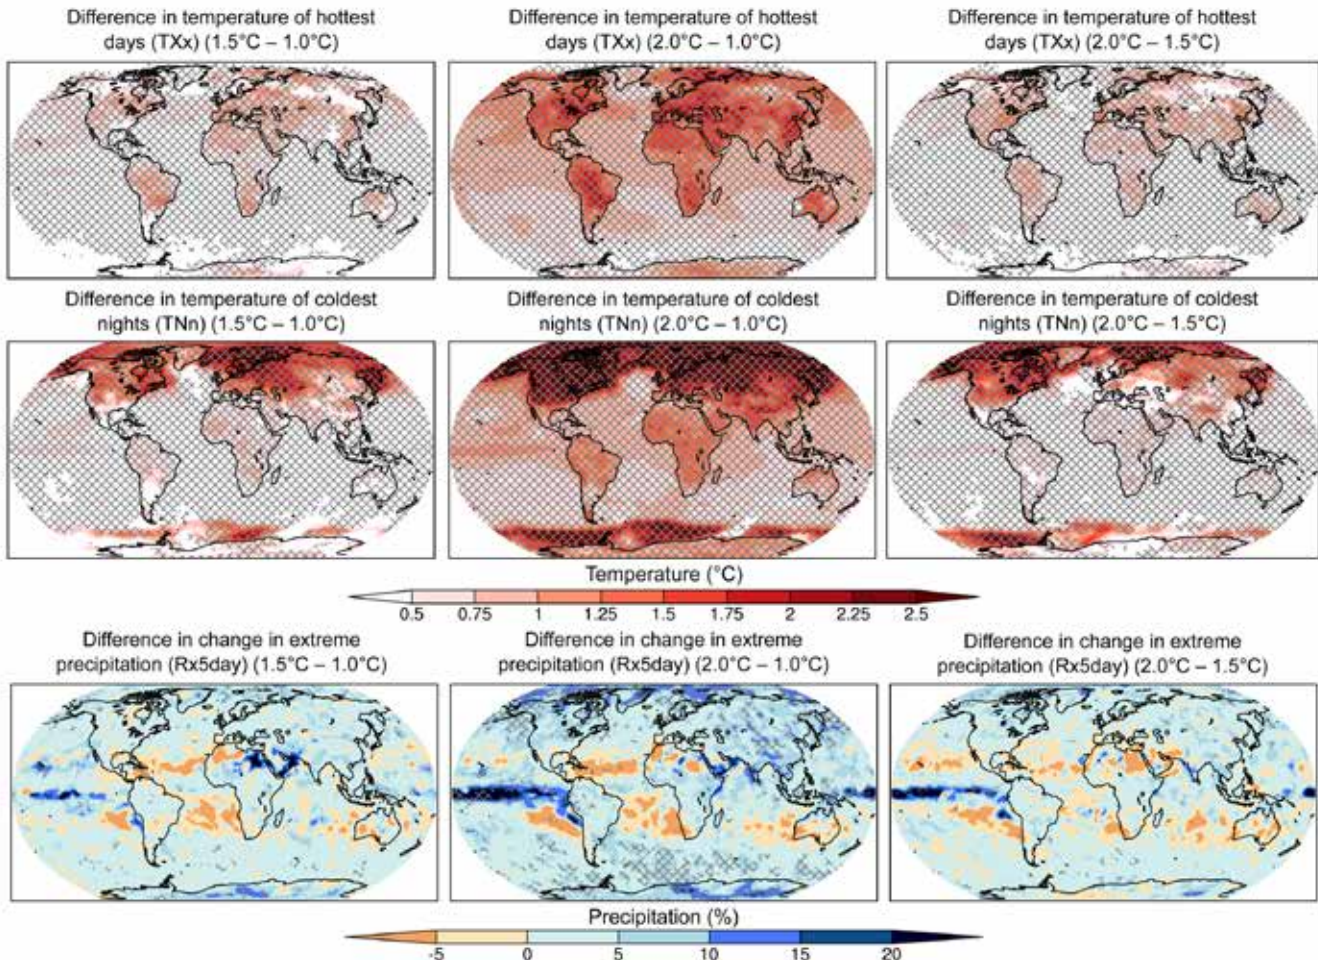 Difference in temperature of hottest
days (TXx) (1.5°C – 1.0°C)
Difference in temperature of hottest
days (TXx) (2.0°C – 1.0°C)
Difference in temperature of hottest
days (TXx) (2.0°C – 1.5°C)
Difference in temperature of coldest
nights (TNn) (1.5°C – 1.0°C)
Difference in temperature of coldest
nights (TNn) (2.0°C – 1.0°C)
Difference in temperature of coldest
nights (TNn) (2.0°C – 1.5°C)
Temperature (°C)
0.5 0.75 1 1.25 1.5 1.75 2 2.25 2.5
Difference in change in extreme
precipitation (Rx5day) (1.5°C – 1.0°C)
Difference in change in extreme
precipitation (Rx5day) (2.0°C – 1.0°C)
Difference in change in extreme
precipitation (Rx5day) (2.0°C – 1.5°C)
Precipitation (%)
-5 0 5 10 15 20